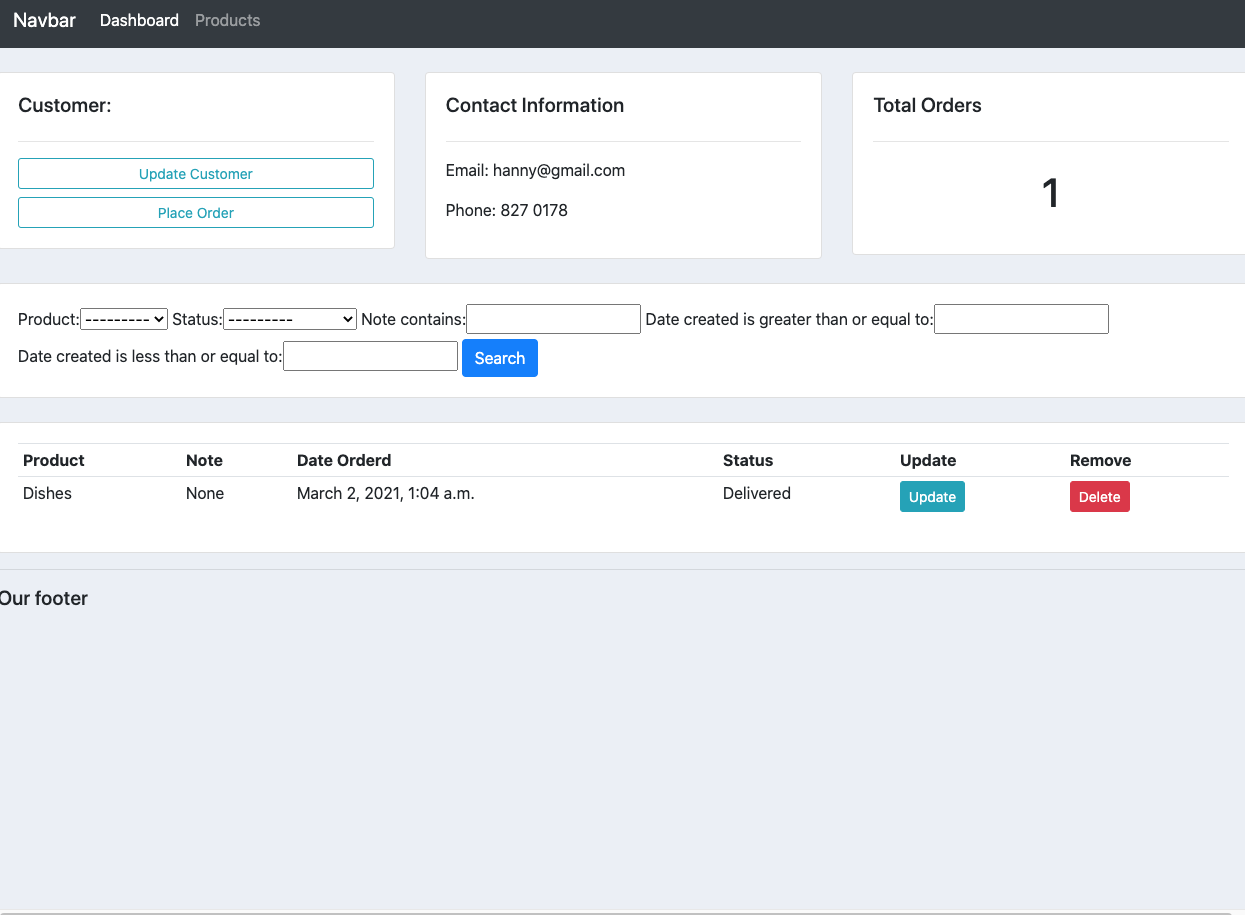 Navbar Dashboard Products
Customer:
Update Customer
Place Order
Contact Information
Email: hanny@gmail.com
Phone: 827 0178
Total Orders
1
Product: --------- Status: --------- Note contains: Date created is greater than or equal to:
Date created is less than or equal to: Search
Product Note Date Orderd Status Update Remove
Dishes None March 2, 2021, 1:04 a.m. Delivered Update Delete
Our footer